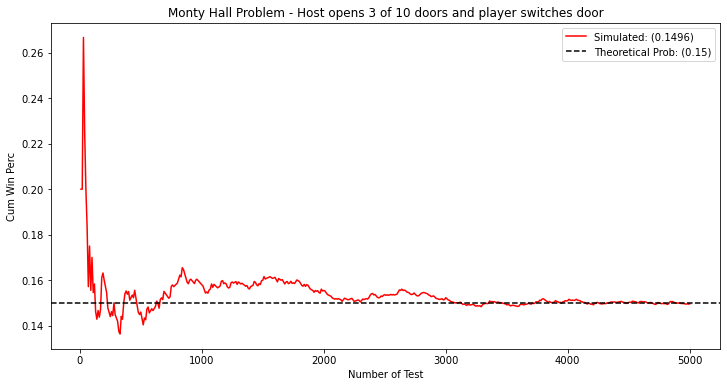 Monty Hall Problem - Host opens 3 of 10 doors and player switches door
Simulated: (0.1496)
Theoretical Prob: (0.15)
Cum Win Perc
0.26
0.24
0.22
0.20
0.18
0.16
0.14
0 1000 2000 3000 4000 5000
Number of Test